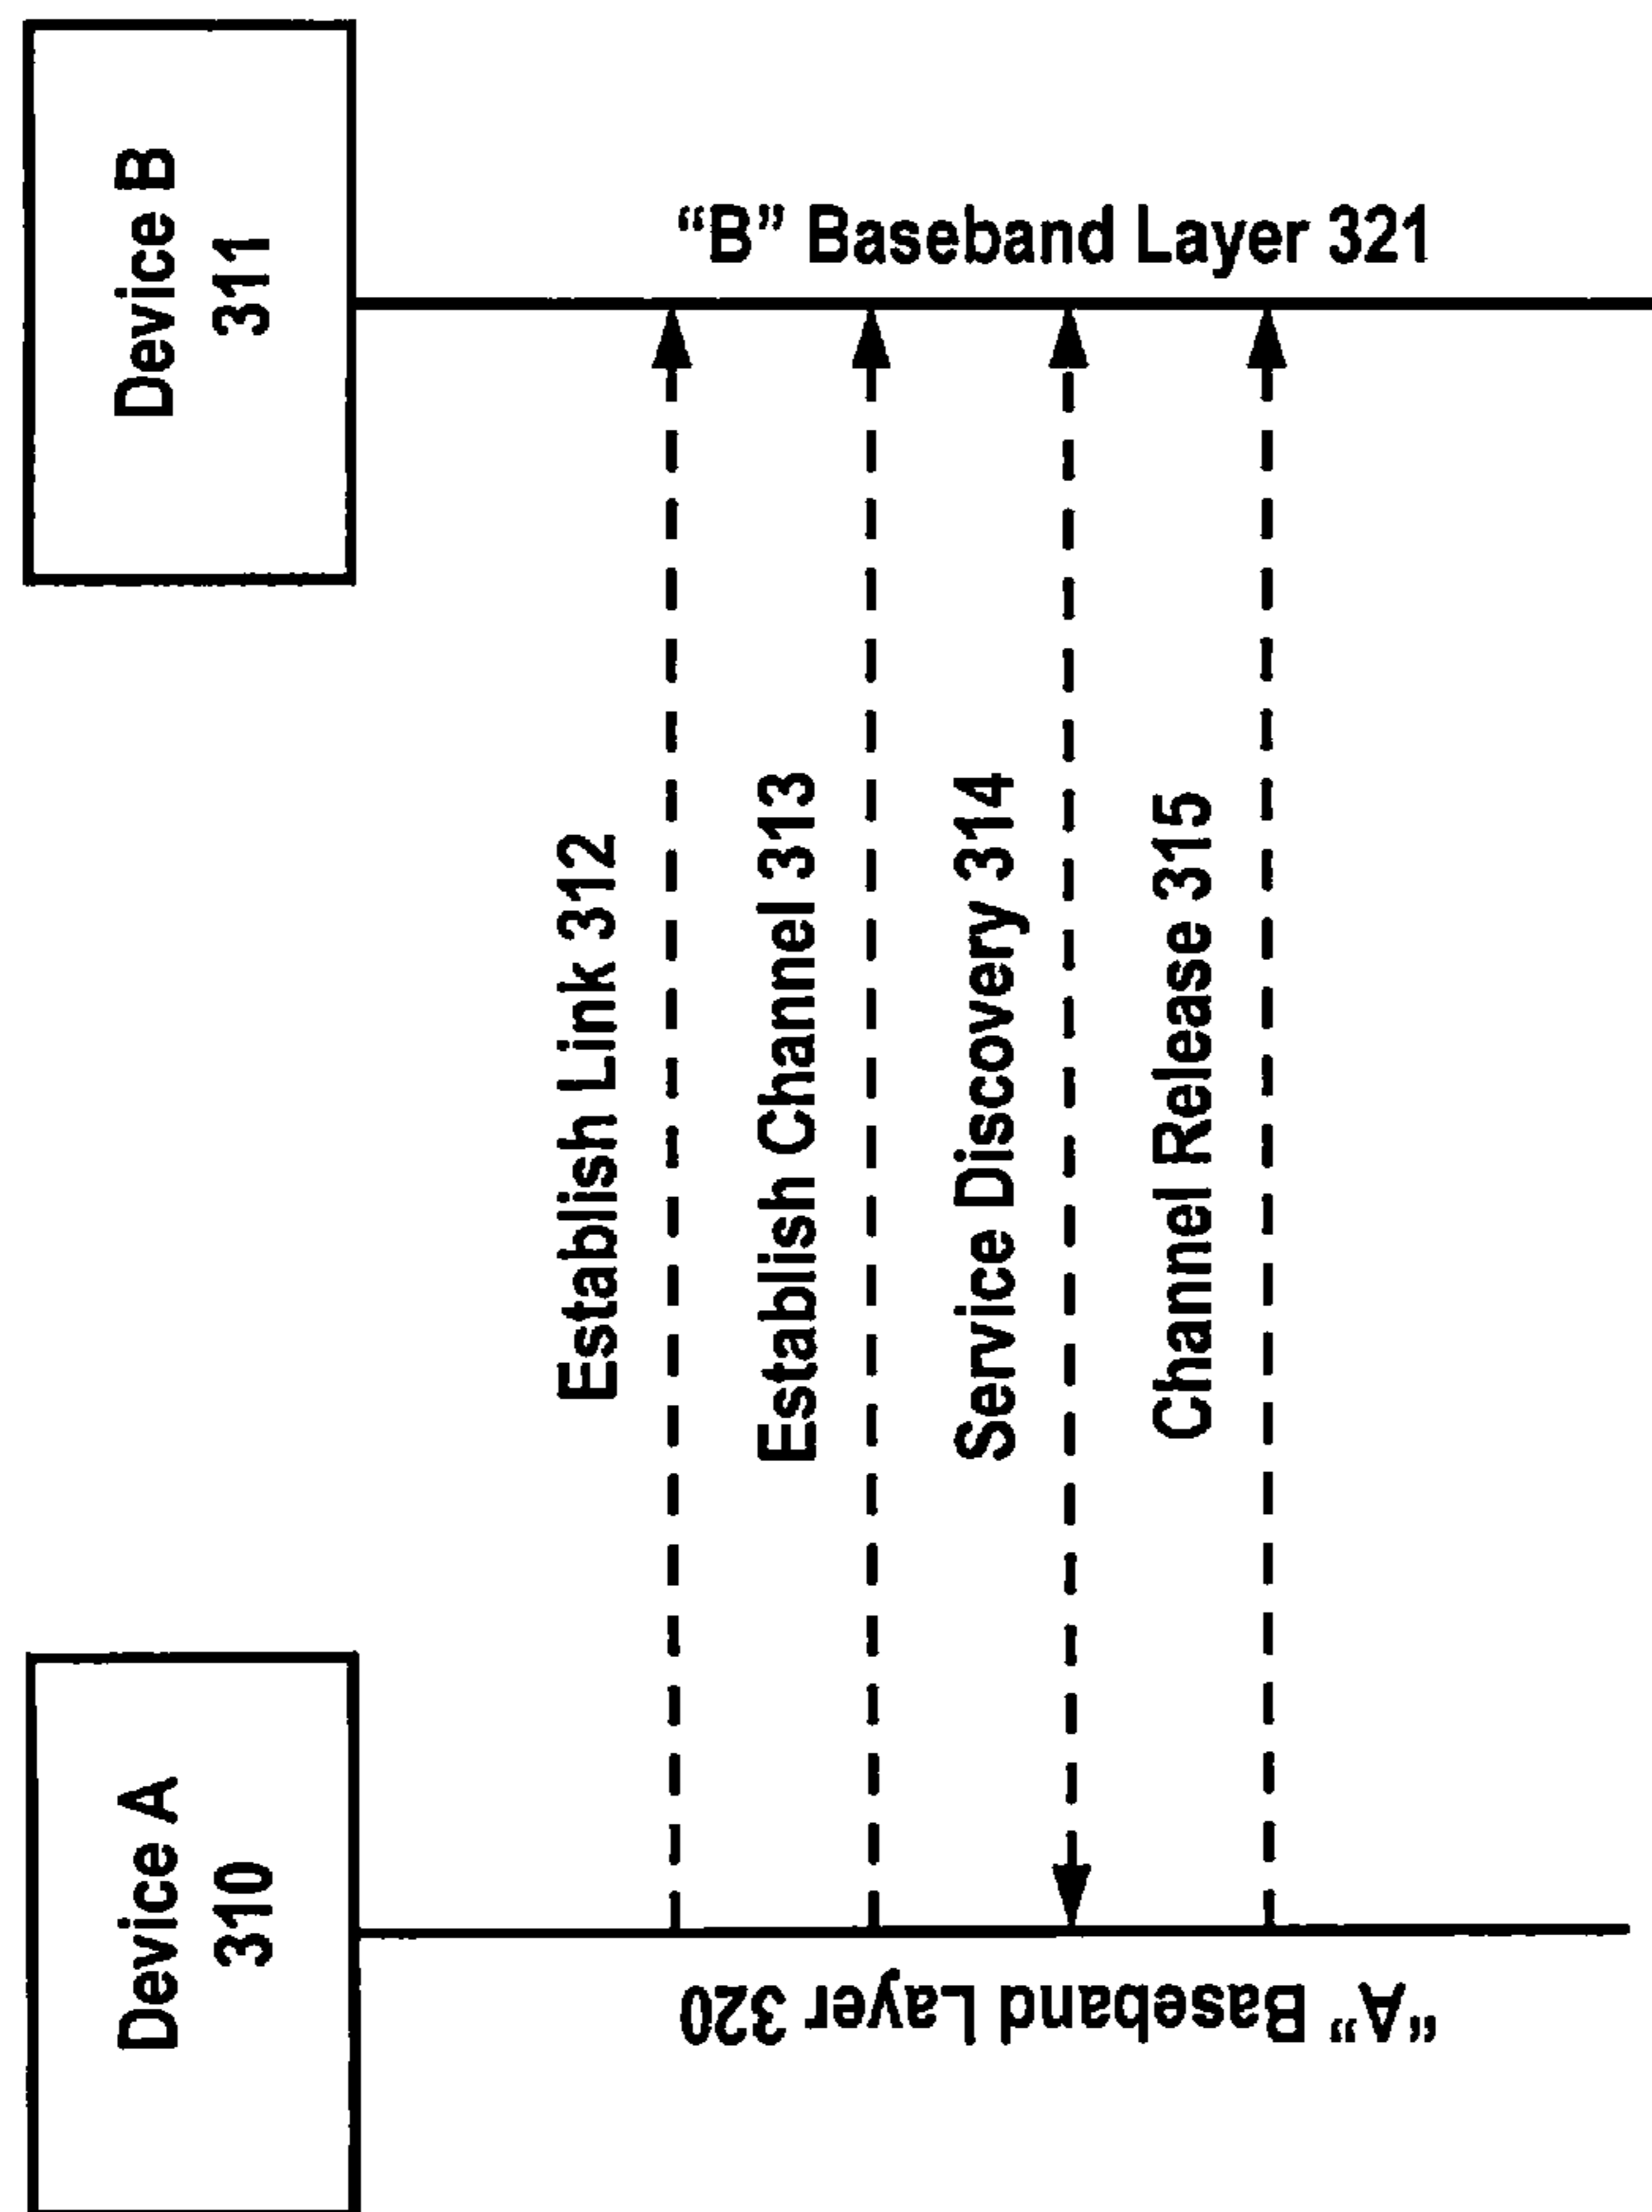 Device A
310
Device B
311
Establish Link 312
Establish Channel 313
Service Discovery 314
Channel Release 315
“A” Baseband Layer 320
“B” Baseband Layer 321